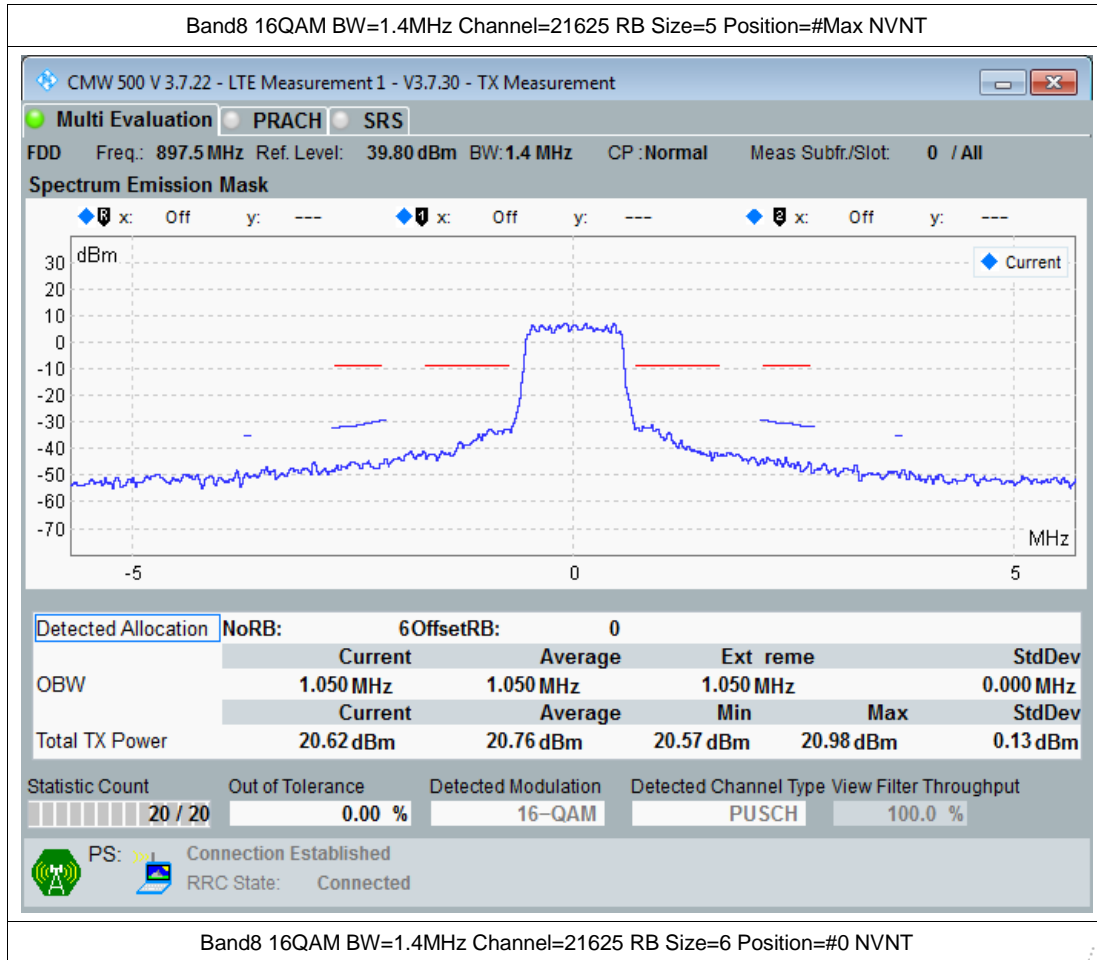 Band8 16QAM BW=1.4MHz Channel=21625 RB Size=5 Position=#Max NVNT
CMW 500 V 3.7.22 - LTE Measurement 1 - V3.7.30 - TX Measurement
Multi Evaluation PRACH SRS
FDD Freq.: 897.5 MHz Ref. Level: 39.80 dBm BW: 1.4 MHz CP : Normal Meas Subfr./Slot: 0 / All
Spectrum Emission Mask
R x: Off y: --- 1 x: Off y: --- 2 x: Off y: ---
dBm
Current
30
20
10
0
-10
-20
-30
-40
-50
-60
-70
MHz
-5 0 5
Detected Allocation NoRB: 6 OffsetRB: 0
Current Average Ext reme StdDev
OBW 1.050 MHz 1.050 MHz 1.050 MHz 0.000 MHz
Current Average Min Max StdDev
Total TX Power 20.62 dBm 20.76 dBm 20.57 dBm 20.98 dBm 0.13 dBm
Statistic Count Out of Tolerance Detected Modulation Detected Channel Type View Filter Throughput
20 / 20 0.00 % 16-QAM PUSCH 100.0 %
PS: Connection Established
RRC State: Connected
Band8 16QAM BW=1.4MHz Channel=21625 RB Size=6 Position=#0 NVNT